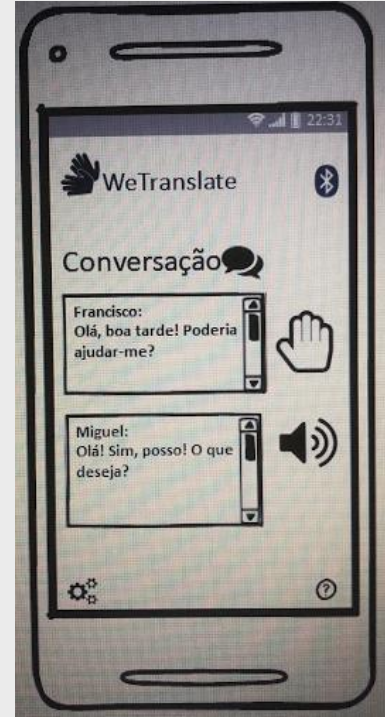 22:31
WeTranslate
Conversação
Francisco:
Olá, boa tarde! Poderia
ajudar-me?
Miguel:
Olá! Sim, posso! O que
deseja?
?